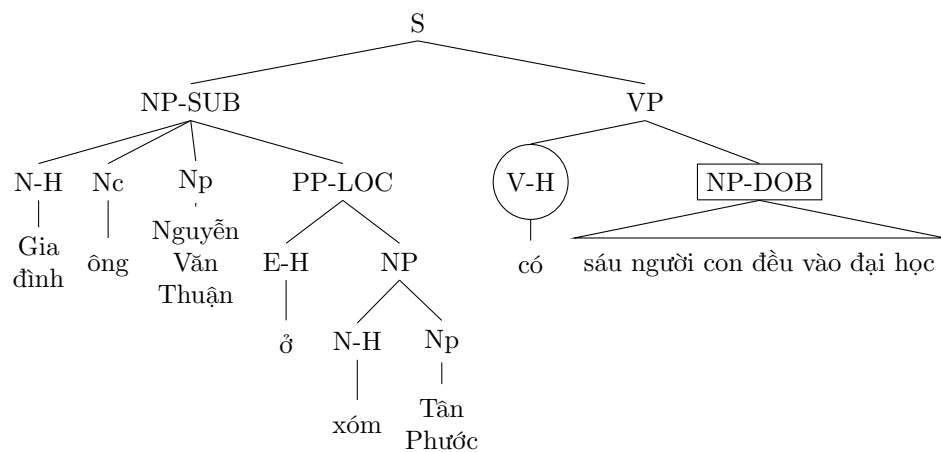 S
NP-SUB VP
N-H Nc Np PP-LOC V-H NP-DOB
Gia
đình
ông
Nguyễn
Văn
Thuận
E-H NP
có
sáu người con đều vào đại học
ở
N-H Np
xóm
Tân
Phước